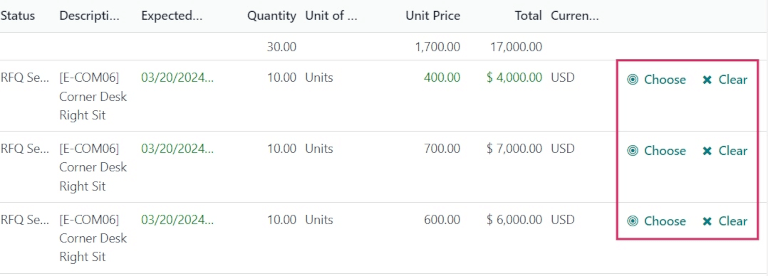 Status Descripti... Expected... Quantity Unit of ... Unit Price Total Curren...
30.00 1,700.00 17,000.00
RFQ Se... [E-COM06] 03/20/2024... 10.00 Units 400.00 $ 4,000.00 USD Choose Clear
Corner Desk
Right Sit
RFQ Se... [E-COM06] 03/20/2024... 10.00 Units 700.00 $ 7,000.00 USD Choose Clear
Corner Desk
Right Sit
RFQ Se... [E-COM06] 03/20/2024... 10.00 Units 600.00 $ 6,000.00 USD Choose Clear
Corner Desk
Right Sit